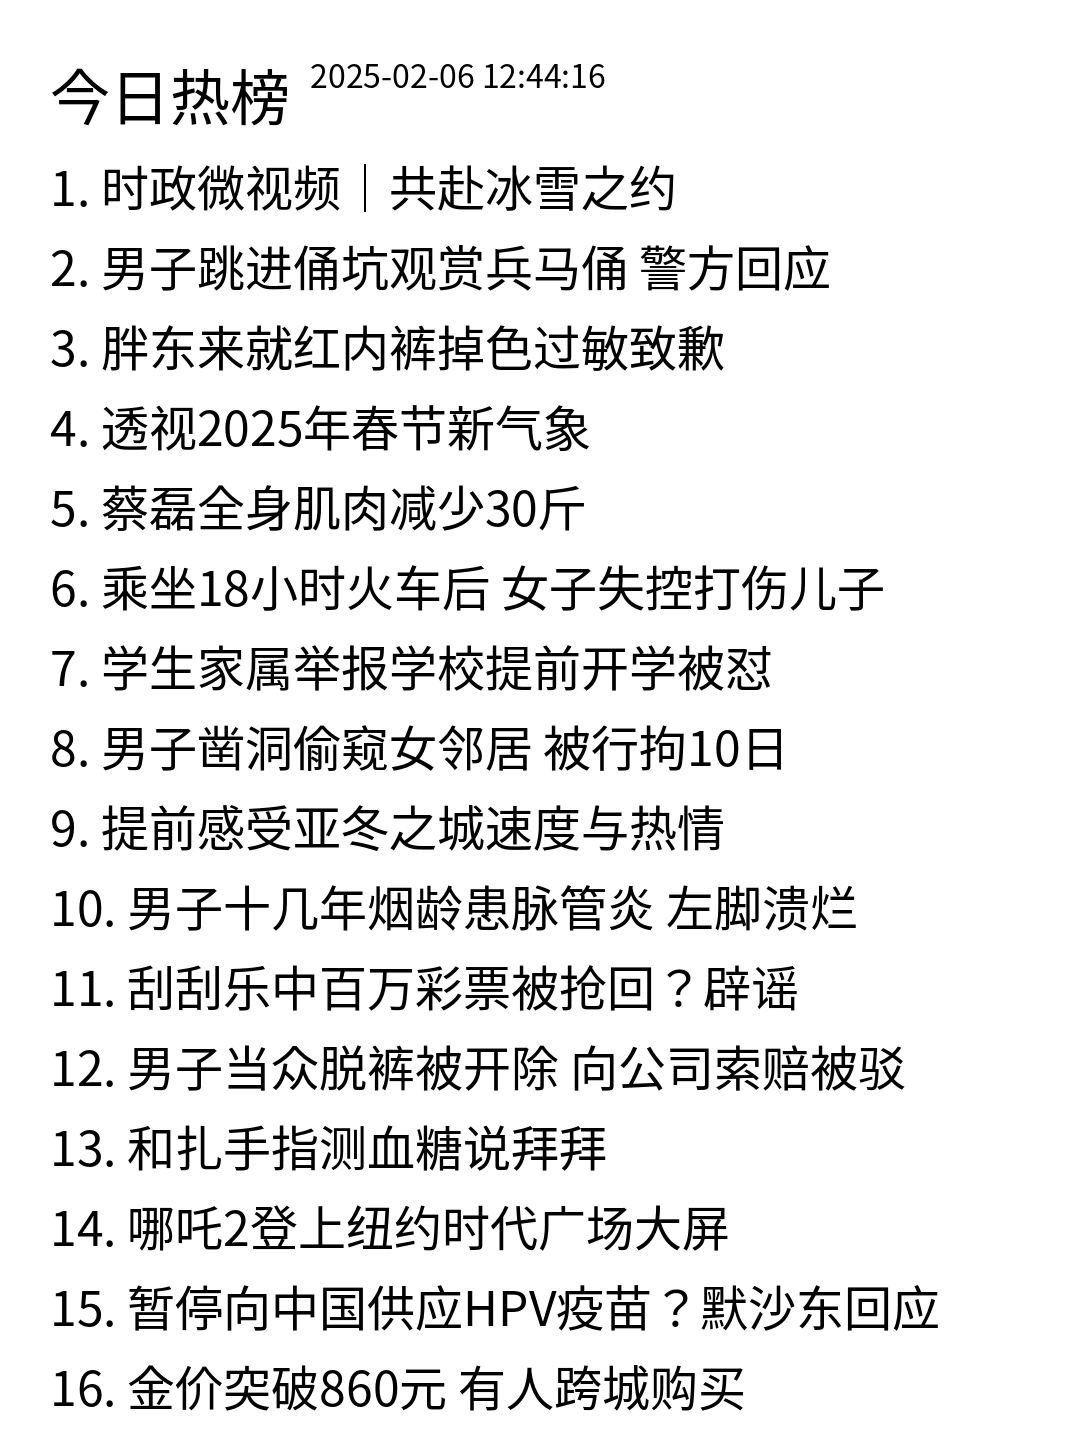 今日热榜 2025-02-06 12:44:16
1. 时政微视频｜共赴冰雪之约
2. 男子跳进俑坑观赏兵马俑 警方回应
3. 胖东来就红内裤掉色过敏致歉
4. 透视2025年春节新气象
5. 蔡磊全身肌肉减少30斤
6. 乘坐18小时火车后 女子失控打伤儿子
7. 学生家属举报学校提前开学被怼
8. 男子凿洞偷窥女邻居 被行拘10日
9. 提前感受亚冬之城速度与热情
10. 男子十几年烟龄患脉管炎 左脚溃烂
11. 刮刮乐中百万彩票被抢回？辟谣
12. 男子当众脱裤被开除 向公司索赔被驳
13. 和扎手指测血糖说拜拜
14. 哪吒2登上纽约时代广场大屏
15. 暂停向中国供应HPV疫苗？默沙东回应
16. 金价突破860元 有人跨城购买